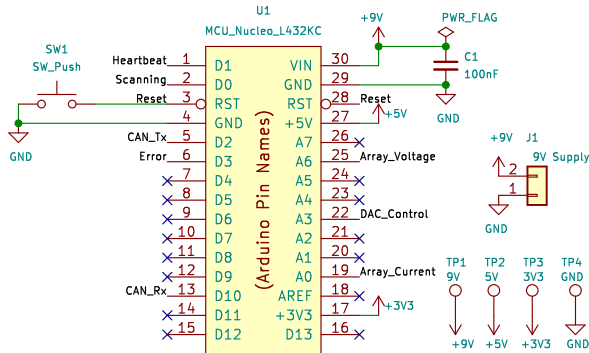 U1
MCU_Nucleo_L432KC
+9V
PWR_FLAG
SW1
SW_Push
C1
100nF
GND
GND
Heartbeat 1 D1 VIN 30
Scanning 2 D0 GND 29
Reset 3 RST RST 28 Reset
4 GND +5V 27 +5V
CAN_Tx 5 D2 A7 26
Error 6 D3 A6 25 Array_Voltage
7 D4 A5 24
8 D5 A4 23
9 D6 A3 22 DAC_Control
10 D7 A2 21
11 D8 A1 20
12 D9 A0 19 Array_Current
CAN_Rx 13 D10 AREF 18
14 D11 +3V3 17 +3V3
15 D12 D13 16
(Arduino Pin Names)
+9V
J1
9V Supply
2
1
GND
TP1 TP2 TP3 TP4
9V 5V 3V3 GND
+9V +5V +3V3 GND